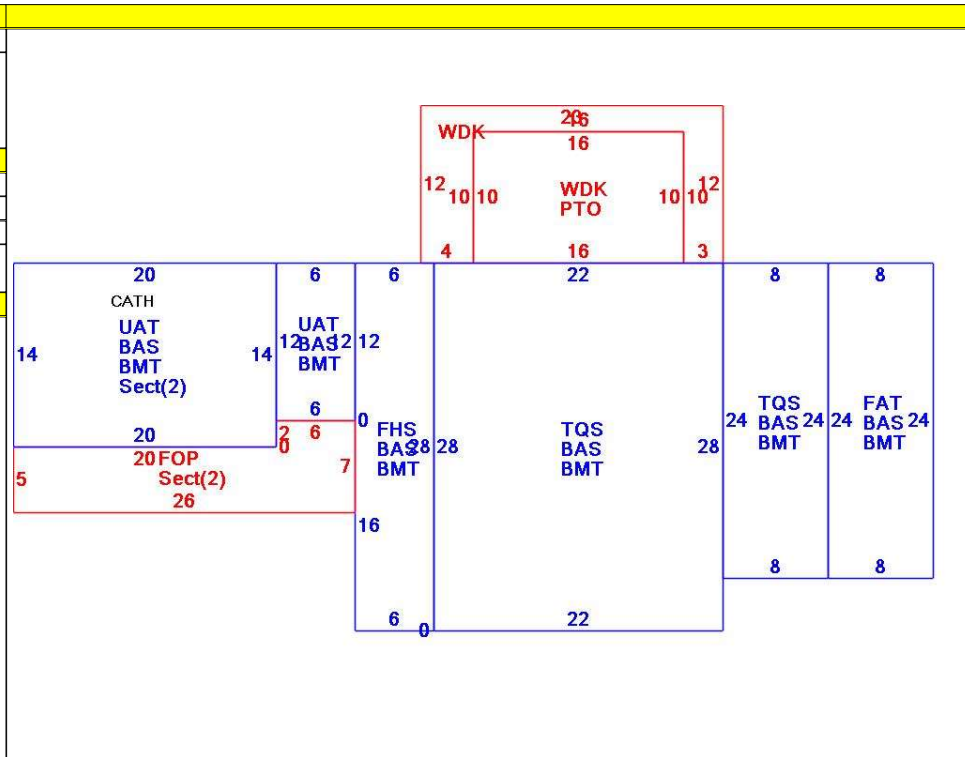 23
16
WDK
16
12
10
10
WDK
PTO
10
10
12
4
16
3
20
6
6
22
8
8
CATH
UAT
BAS
BMT
Sect(2)
14
14
UAT
BAS
BMT
12
12
12
6
0
20
2
0
6
20 FOP
Sect(2)
5
7
26
FHS
BAS
BMT
28
28
TQS
BAS
BMT
28
24
TQS
BAS
BMT
24
24
FAT
BAS
BMT
24
16
8
8
6
0
22